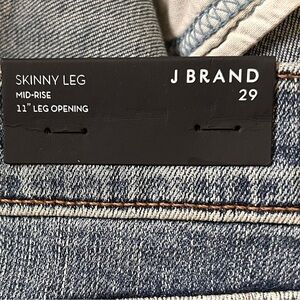 SKINNY LEG
MID-RISE
11" LEG OPENING
J BRAND
29